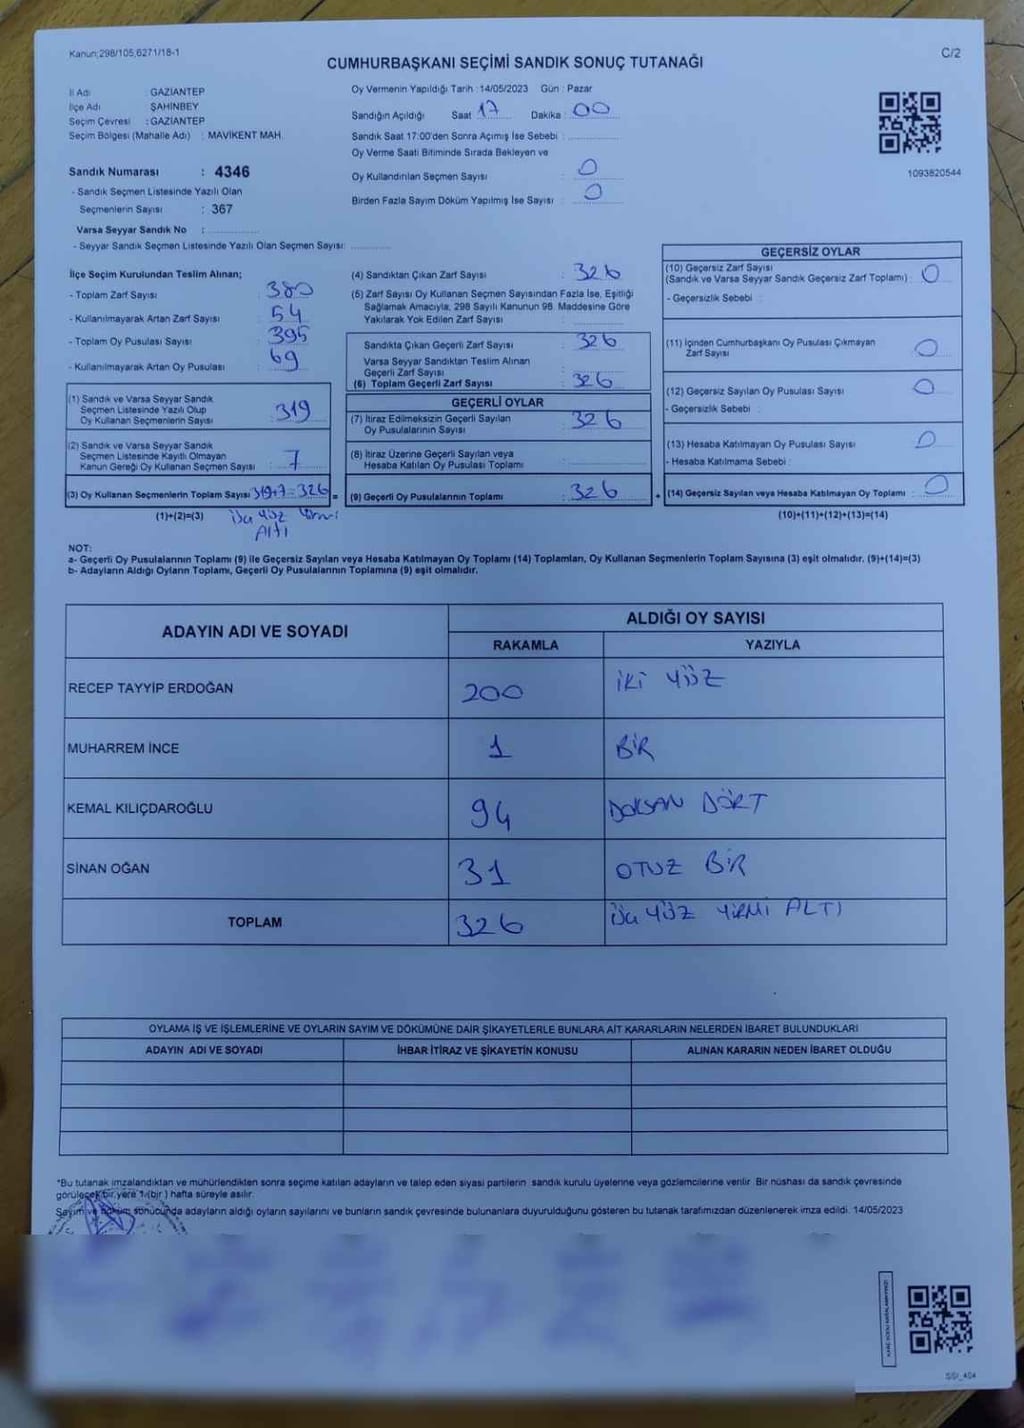 Kanun;298/105,6271/18-1
C/2
CUMHURBAŞKANI SEÇİMİ SANDIK SONUÇ TUTANAĞI
İl Adı : GAZİANTEP
İlçe Adı : ŞAHİNBEY
Seçim Çevresi : GAZİANTEP
Seçim Bölgesi (Mahalle Adı) : MAVİKENT MAH.
Sandık Numarası : 4346
- Sandık Seçmen Listesinde Yazılı Olan
Seçmenlerin Sayısı : 367
Varsa Seyyar Sandık No :
- Seyyar Sandık Seçmen Listesinde Yazılı Olan Seçmen Sayısı:
Oy Vermenin Yapıldığı Tarih : 14/05/2023 Gün : Pazar
Sandığın Açıldığı Saat 17 Dakika : 00
Sandık Saat 17:00'den Sonra Açımış İse Sebebi :
Oy Verme Saati Bitiminde Sırada Bekleyen ve
Oy Kullandırılan Seçmen Sayısı : 0
Birden Fazla Sayım Döküm Yapılmış İse Sayısı : 0
1093820544
İlçe Seçim Kurulundan Teslim Alınan;
- Toplam Zarf Sayısı : 380
- Kullanılmayarak Artan Zarf Sayısı : 54
- Toplam Oy Pusulası Sayısı : 395
- Kullanılmayarak Artan Oy Pusulası : 69
(1) Sandık ve Varsa Seyyar Sandık
Seçmen Listesinde Yazılı Olup
Oy Kullanan Seçmenlerin Sayısı : 319
(2) Sandık ve Varsa Seyyar Sandık
Seçmen Listesinde Kayıtlı Olmayan
Kanun Gereği Oy Kullanan Seçmen Sayısı : 7
(3) Oy Kullanan Seçmenlerin Toplam Sayısı 319+7=326 =
(1)+(2)=(3) Üç Yüz Yirmi
Altı
(4) Sandıktan Çıkan Zarf Sayısı : 326
(5) Zarf Sayısı Oy Kullanan Seçmen Sayısından Fazla İse, Eşitliği
Sağlamak Amacıyla, 298 Sayılı Kanunun 98. Maddesine Göre
Yakılarak Yok Edilen Zarf Sayısı :
Sandıkta Çıkan Geçerli Zarf Sayısı : 326
Varsa Seyyar Sandıktan Teslim Alınan
Geçerli Zarf Sayısı :
(6) Toplam Geçerli Zarf Sayısı : 326
GEÇERLİ OYLAR
(7) İtiraz Edilmeksizin Geçerli Sayılan
Oy Pusulalarının Sayısı : 326
(8) İtiraz Üzerine Geçerli Sayılan veya
Hesaba Katılan Oy Pusulası Toplamı :
(9) Geçerli Oy Pusulalarının Toplamı : 326 +
GEÇERSİZ OYLAR
(10) Geçersiz Zarf Sayısı
(Sandık ve Varsa Seyyar Sandık Geçersiz Zarf Toplamı) : 0
- Geçersizlik Sebebi :
(11) İçinden Cumhurbaşkanı Oy Pusulası Çıkmayan
Zarf Sayısı : 0
(12) Geçersiz Sayılan Oy Pusulası Sayısı : 0
- Geçersizlik Sebebi :
(13) Hesaba Katılmayan Oy Pusulası Sayısı : 0
- Hesaba Katılmama Sebebi :
(14) Geçersiz Sayılan veya Hesaba Katılmayan Oy Toplamı : 0
(10)+(11)+(12)+(13)=(14)
NOT:
a- Geçerli Oy Pusulalarının Toplamı (9) ile Geçersiz Sayılan veya Hesaba Katılmayan Oy Toplamı (14) Toplamları, Oy Kullanan Seçmenlerin Toplam Sayısına (3) eşit olmalıdır. (9)+(14)=(3)
b- Adayların Aldığı Oyların Toplamı, Geçerli Oy Pusulalarının Toplamına (9) eşit olmalıdır.
ADAYIN ADI VE SOYADI ALDIĞI OY SAYISI
RAKAMLA YAZIYLA
RECEP TAYYİP ERDOĞAN 200 İKİ YÜZ
MUHARREM İNCE 1 BİR
KEMAL KILIÇDAROĞLU 94 DOKSAN DÖRT
SİNAN OĞAN 31 OTUZ BİR
TOPLAM 326 ÜÇ YÜZ YİRMİ ALTI
OYLAMA İŞ VE İŞLEMLERİNE VE OYLARIN SAYIM VE DÖKÜMÜNE DAİR ŞİKAYETLERLE BUNLARA AİT KARARLARIN NELERDEN İBARET BULUNDUKLARI
ADAYIN ADI VE SOYADI İHBAR İTİRAZ VE ŞİKAYETİN KONUSU ALINAN KARARIN NEDEN İBARET OLDUĞU
*Bu tutanak imzalandıktan ve mühürlendikten sonra seçime katılan adayların ve talep eden siyasi partilerin sandık kurulu üyelerine veya gözlemcilerine verilir. Bir nüshası da sandık çevresinde
görülecek bir yere 1 (bir ) hafta süreyle asılır.
Sayım ve döküm sonucunda adayların aldığı oyların sayılarını ve bunların sandık çevresinde bulunanlara duyurulduğunu gösteren bu tutanak tarafımızdan düzenlenerek imza edildi. 14/05/2023